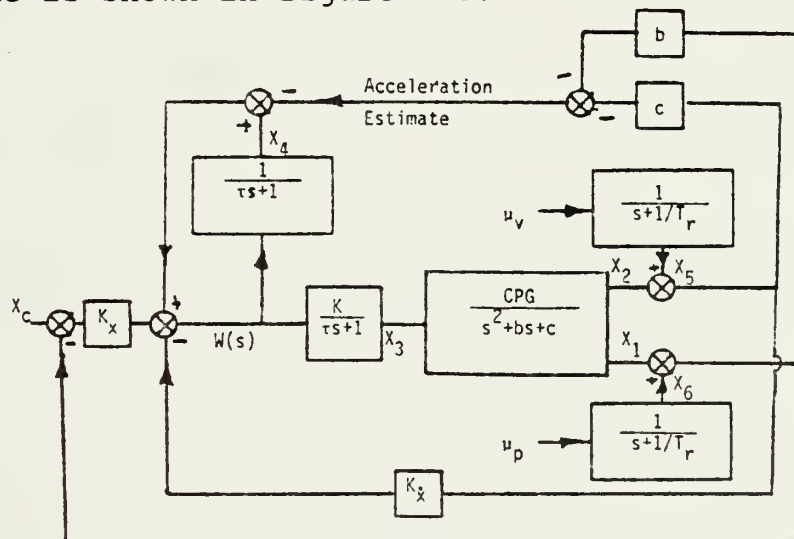 b
Acceleration
Estimate
c
X4
1
τs+1
μv
1
s+1/Tr
X2
X5
Xc
Kx
W(s)
K
τs+1
X3
CPG
s²+bs+c
X1
X6
μp
1
s+1/Tr
Kẋ